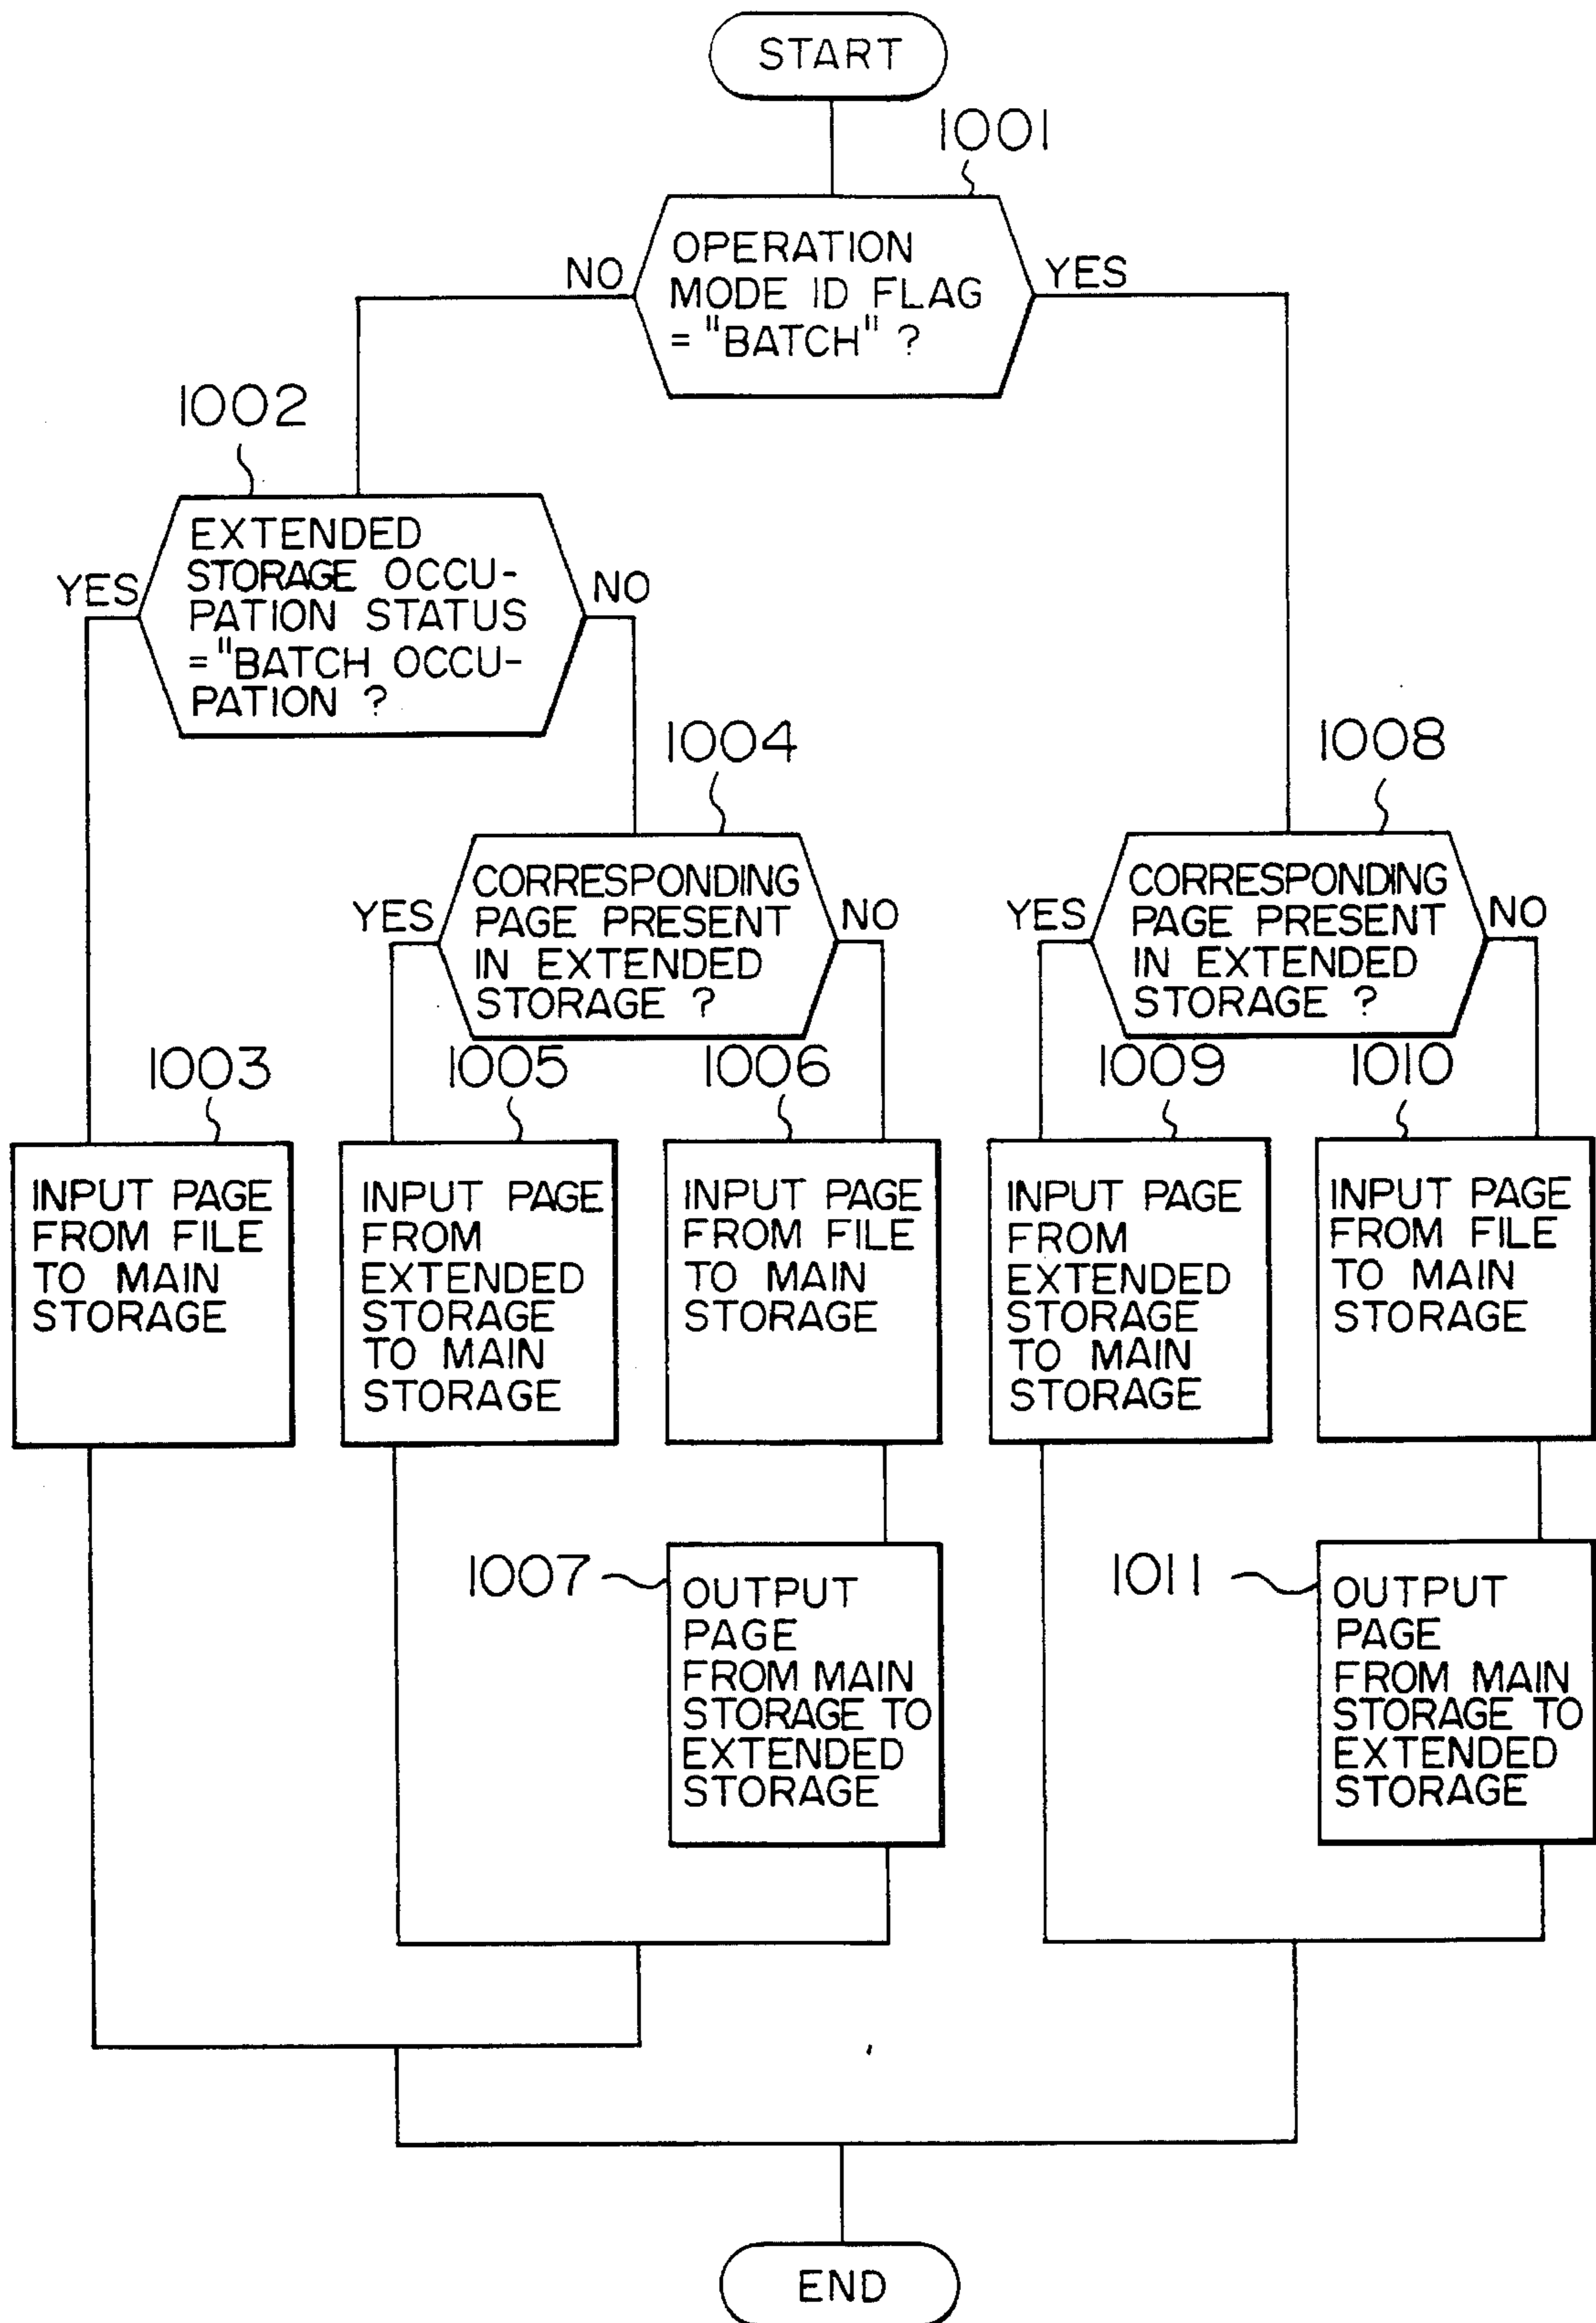 START
1001
OPERATION
MODE ID FLAG
= "BATCH" ?
NO
YES
1002
EXTENDED
STORAGE OCCU-
PATION STATUS
= "BATCH OCCU-
PATION ?
YES
NO
1004
CORRESPONDING
PAGE PRESENT
IN EXTENDED
STORAGE ?
YES
NO
1008
CORRESPONDING
PAGE PRESENT
IN EXTENDED
STORAGE ?
YES
NO
1003
INPUT PAGE
FROM FILE
TO MAIN
STORAGE
1005
INPUT PAGE
FROM
EXTENDED
STORAGE
TO MAIN
STORAGE
1006
INPUT PAGE
FROM FILE
TO MAIN
STORAGE
1009
INPUT PAGE
FROM
EXTENDED
STORAGE
TO MAIN
STORAGE
1010
INPUT PAGE
FROM FILE
TO MAIN
STORAGE
1007
OUTPUT
PAGE
FROM MAIN
STORAGE TO
EXTENDED
STORAGE
1011
OUTPUT
PAGE
FROM MAIN
STORAGE TO
EXTENDED
STORAGE
END